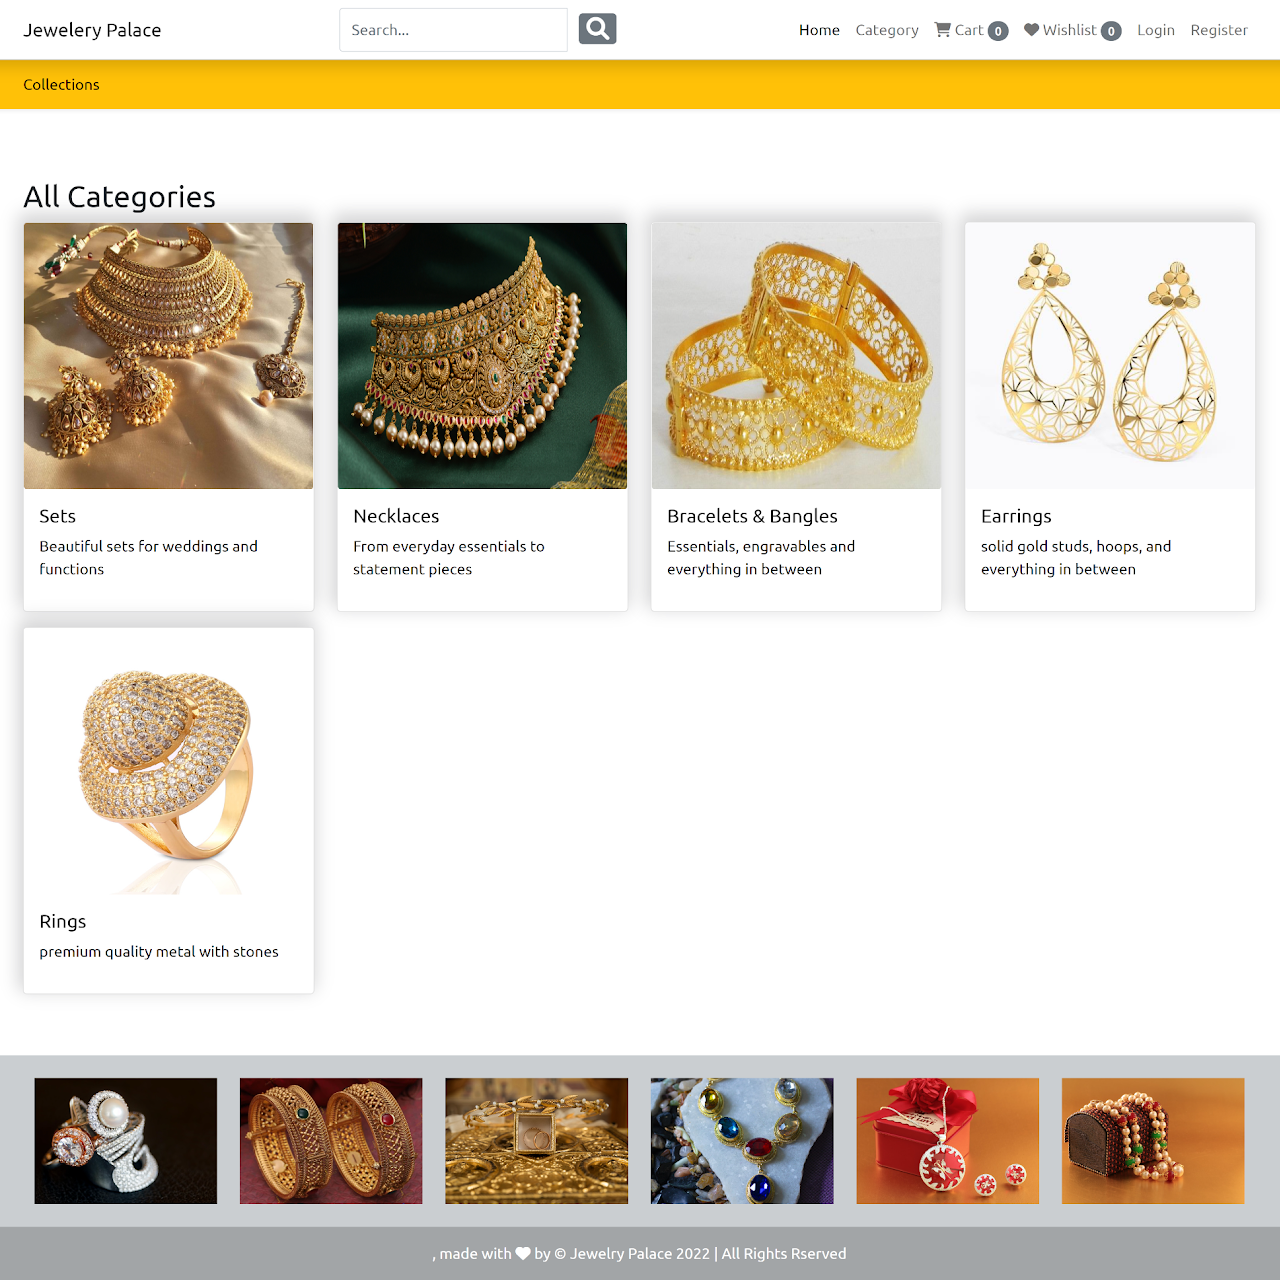 Jewelery Palace
Search...
Home Category Cart 0 Wishlist 0 Login Register
Collections
All Categories
Sets
Beautiful sets for weddings and
functions
Necklaces
From everyday essentials to
statement pieces
Bracelets & Bangles
Essentials, engravables and
everything in between
Earrings
solid gold studs, hoops, and
everything in between
Rings
premium quality metal with stones
, made with by © Jewelry Palace 2022 | All Rights Rserved